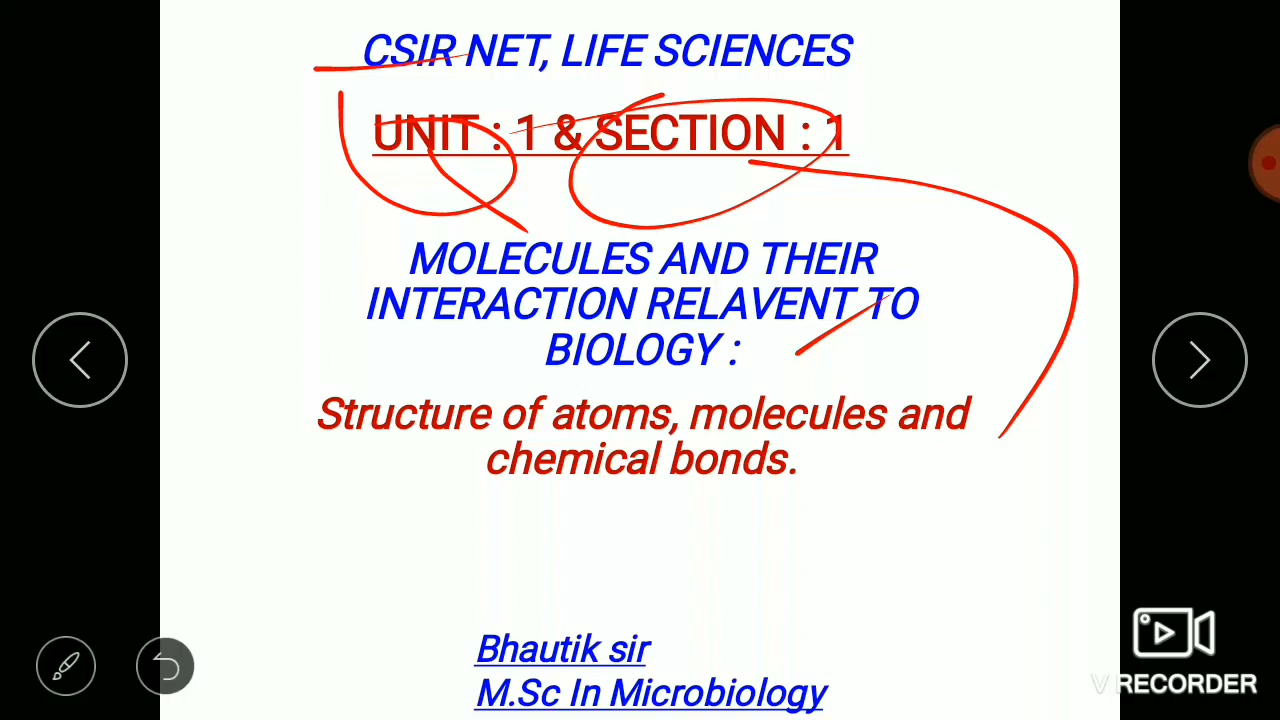 CSIR NET, LIFE SCIENCES
UNIT : 1 & SECTION : 1
MOLECULES AND THEIR
INTERACTION RELAVENT TO
BIOLOGY :
Structure of atoms, molecules and
chemical bonds.
Bhautik sir
M.Sc In Microbiology
V RECORDER